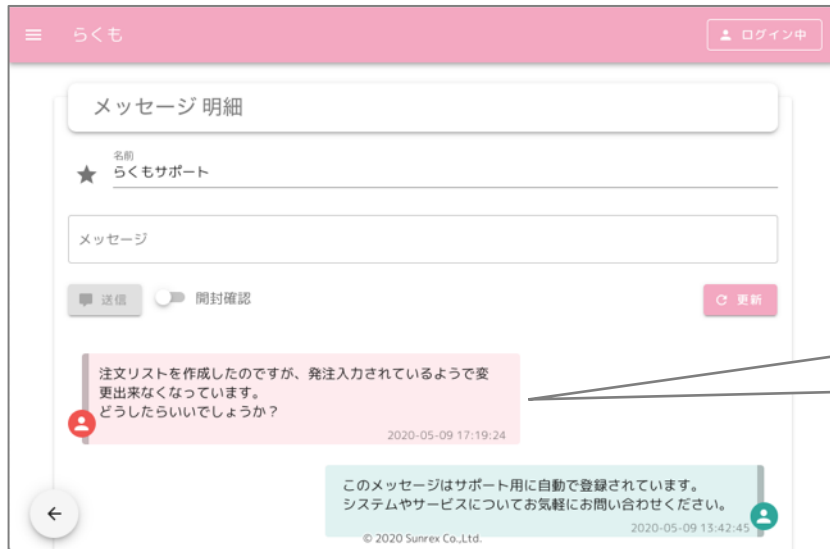 らくも
ログイン中
メッセージ 明細
名前
らくもサポート
メッセージ
送信
開封確認
更新
注文リストを作成したのですが、発注入力されているようで変
更出来なくなっています。
どうしたらいいでしょうか？
2020-05-09 17:19:24
このメッセージはサポート用に自動で登録されています。
システムやサービスについてお気軽にお問い合わせください。
2020-05-09 13:42:45
© 2020 Sunrex Co.,Ltd.